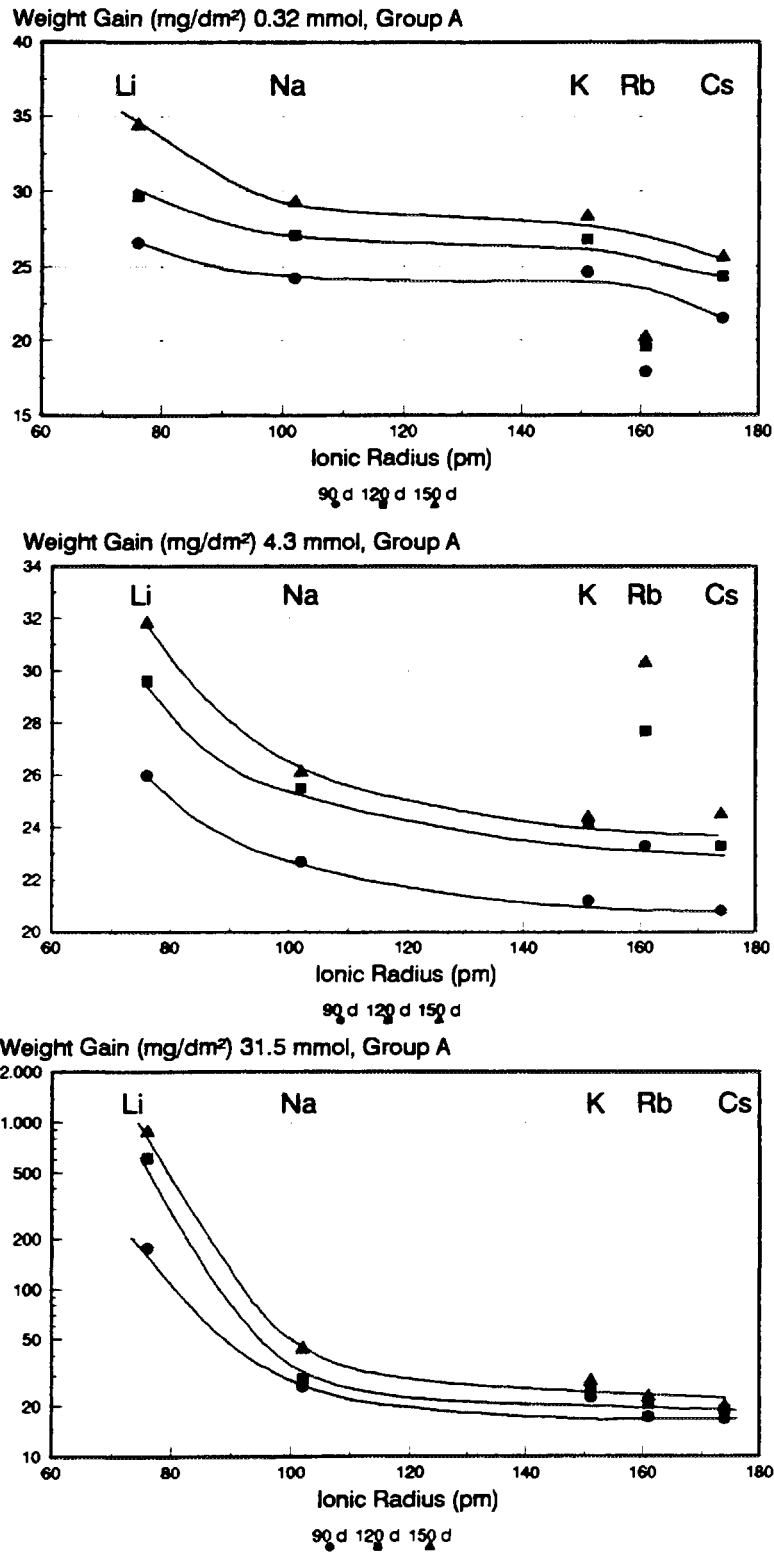 Weight Gain (mg/dm²) 0.32 mmol, Group A
40
Li Na K Rb Cs
35
30
25
20
15
60 80 100 120 140 160 180
Ionic Radius (pm)
90 d 120 d 150 d
Weight Gain (mg/dm²) 4.3 mmol, Group A
34
Li Na K Rb Cs
32
30
28
26
24
22
20
60 80 100 120 140 160 180
Ionic Radius (pm)
90 d 120 d 150 d
Weight Gain (mg/dm²) 31.5 mmol, Group A
2.000
Li Na K Rb Cs
1.000
500
200
100
50
20
10
60 80 100 120 140 160 180
Ionic Radius (pm)
90 d 120 d 150 d